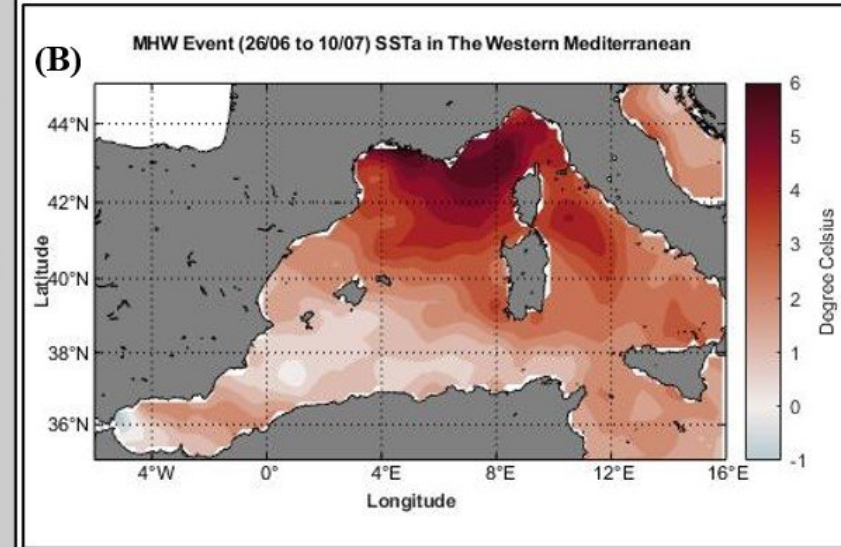 (B)
MHW Event (26/06 to 10/07) SSTa in The Western Mediterranean
44°N
42°N
40°N
38°N
36°N
Latitude
4°W
0°
4°E
8°E
12°E
16°E
Longitude
6
5
4
3
2
1
0
-1
Degree Celsius